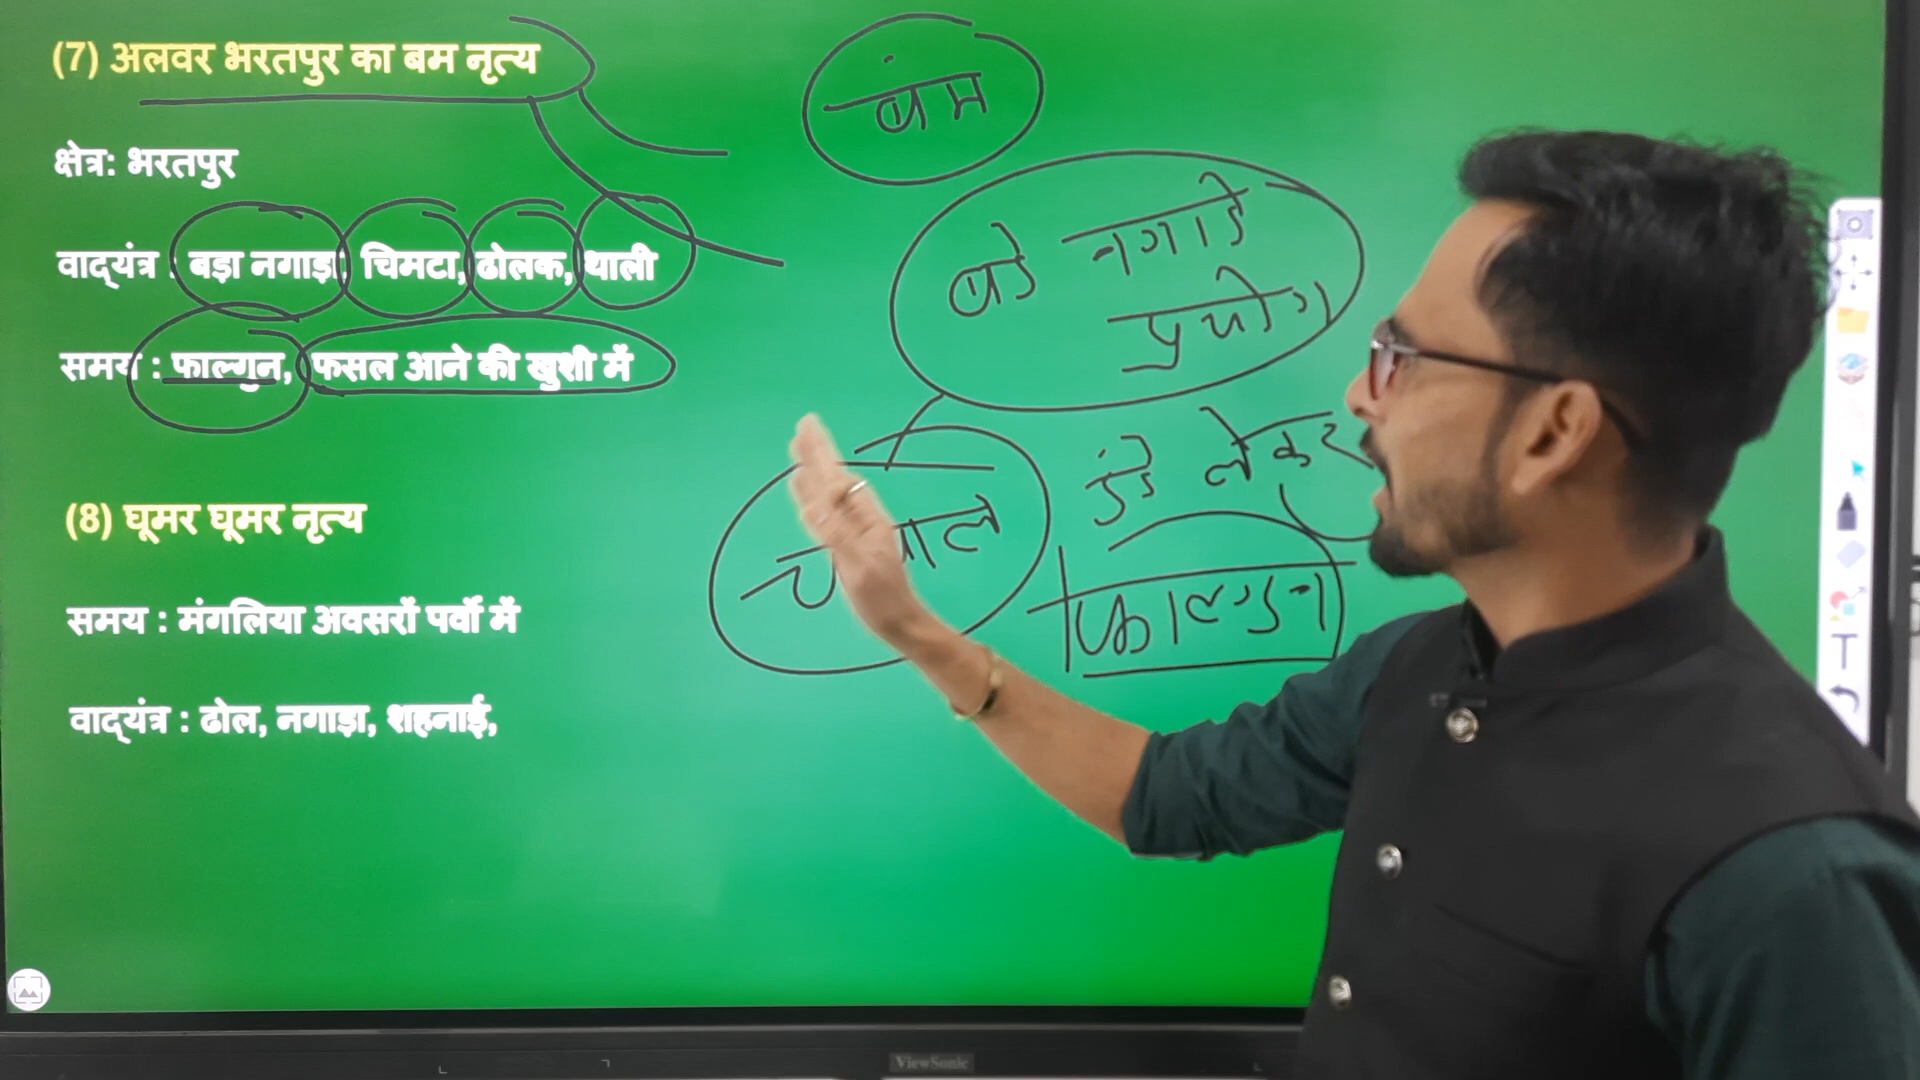 (7) अलवर भरतपुर का बम नृत्य
क्षेत्र: भरतपुर
वाद्यंत्र : बड़ा नगाड़ा, चिमटा, ढोलक, थाली
समय : फाल्गुन, फसल आने की खुशी में
(8) घूमर घूमर नृत्य
समय : मंगलिया अवसरों पर्वो में
वाद्यंत्र : ढोल, नगाड़ा, शहनाई,
बंम
बडे नगाडे
प्रयोग
डंडे लेकर
फाल्गुन
ViewSonic